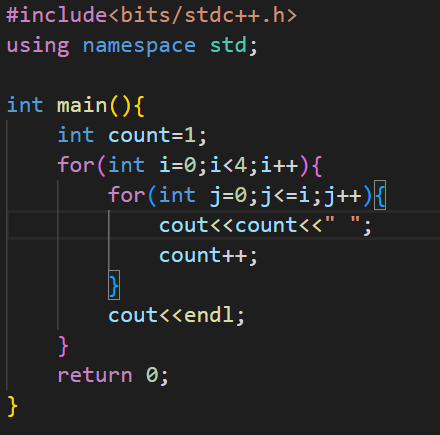 #include<bits/stdc++.h>
using namespace std;

int main(){
    int count=1;
    for(int i=0;i<4;i++){
        for(int j=0;j<=i;j++){
            cout<<count<<" ";
            count++;
        }
        cout<<endl;
    }
    return 0;
}